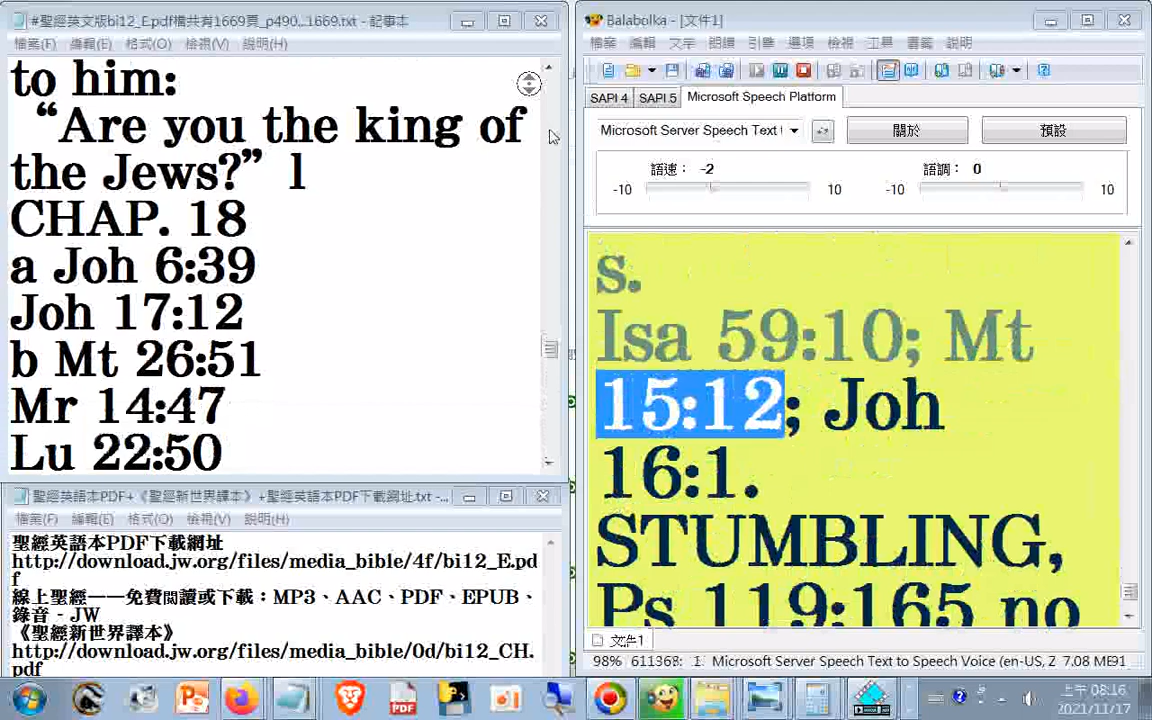 #聖經英文版bi12_E.pdf橫共有1669頁_p490,..1669.txt - 記事本
檔案(F) 編輯(E) 格式(O) 檢視(V) 說明(H)
to him:
“Are you the king of
the Jews?” l
CHAP. 18
a Joh 6:39
Joh 17:12
b Mt 26:51
Mr 14:47
Lu 22:50
聖經英語本PDF+《聖經新世界譯本》+聖經英語本PDF下載網址.txt -...
檔案(F) 編輯(E) 格式(O) 檢視(V) 說明(H)
聖經英語本PDF下載網址
http://download.jw.org/files/media_bible/4f/bi12_E.pd
f
線上聖經——免費閱讀或下載：MP3、AAC、PDF、EPUB、
錄音 - JW
《聖經新世界譯本》
http://download.jw.org/files/media_bible/0d/bi12_CH.
pdf
Balabolka - [文件1]
檔案 編輯 文字 朗讀 引擎 選項 檢視 工具 書籤 說明
SAPI 4 SAPI 5 Microsoft Speech Platform
Microsoft Server Speech Text 關於 預設
語速： -2 語調： 0
-10 10 -10 10
s.
Isa 59:10; Mt
15:12; Joh
16:1.
STUMBLING,
Ps 119:165 no
文件1
98% 611368: 1 Microsoft Server Speech Text to Speech Voice (en-US, Z 7.08 ME91
上午 08:16
2021/11/17